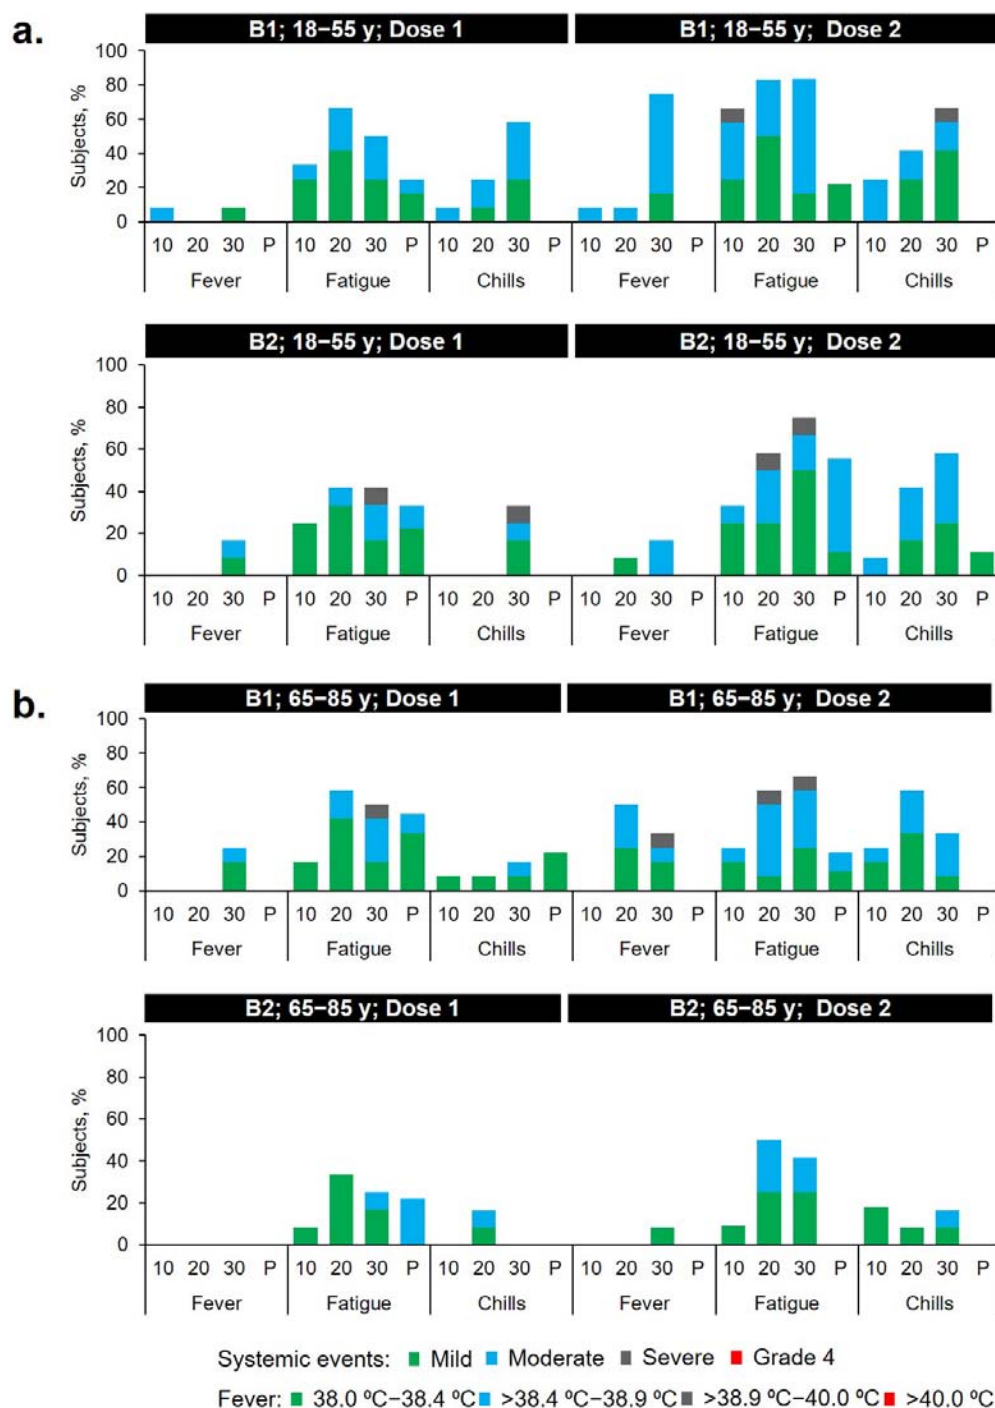 a.
B1; 18–55 y; Dose 1 B1; 18–55 y; Dose 2
Subjects, %
100
80
60
40
20
0
10 20 30 P 10 20 30 P 10 20 30 P 10 20 30 P 10 20 30 P 10 20 30 P
Fever Fatigue Chills Fever Fatigue Chills
B2; 18–55 y; Dose 1 B2; 18–55 y; Dose 2
Subjects, %
100
80
60
40
20
0
10 20 30 P 10 20 30 P 10 20 30 P 10 20 30 P 10 20 30 P 10 20 30 P
Fever Fatigue Chills Fever Fatigue Chills
b.
B1; 65–85 y; Dose 1 B1; 65–85 y; Dose 2
Subjects, %
100
80
60
40
20
0
10 20 30 P 10 20 30 P 10 20 30 P 10 20 30 P 10 20 30 P 10 20 30 P
Fever Fatigue Chills Fever Fatigue Chills
B2; 65–85 y; Dose 1 B2; 65–85 y; Dose 2
Subjects, %
100
80
60
40
20
0
10 20 30 P 10 20 30 P 10 20 30 P 10 20 30 P 10 20 30 P 10 20 30 P
Fever Fatigue Chills Fever Fatigue Chills
Systemic events: Mild Moderate Severe Grade 4
Fever: 38.0 ºC–38.4 ºC >38.4 ºC–38.9 ºC >38.9 ºC–40.0 ºC >40.0 ºC